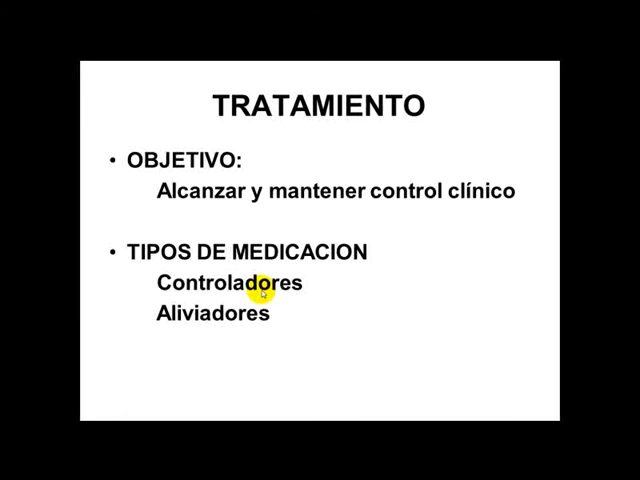 TRATAMIENTO
• OBJETIVO:
Alcanzar y mantener control clínico
• TIPOS DE MEDICACION
Controladores
Aliviadores